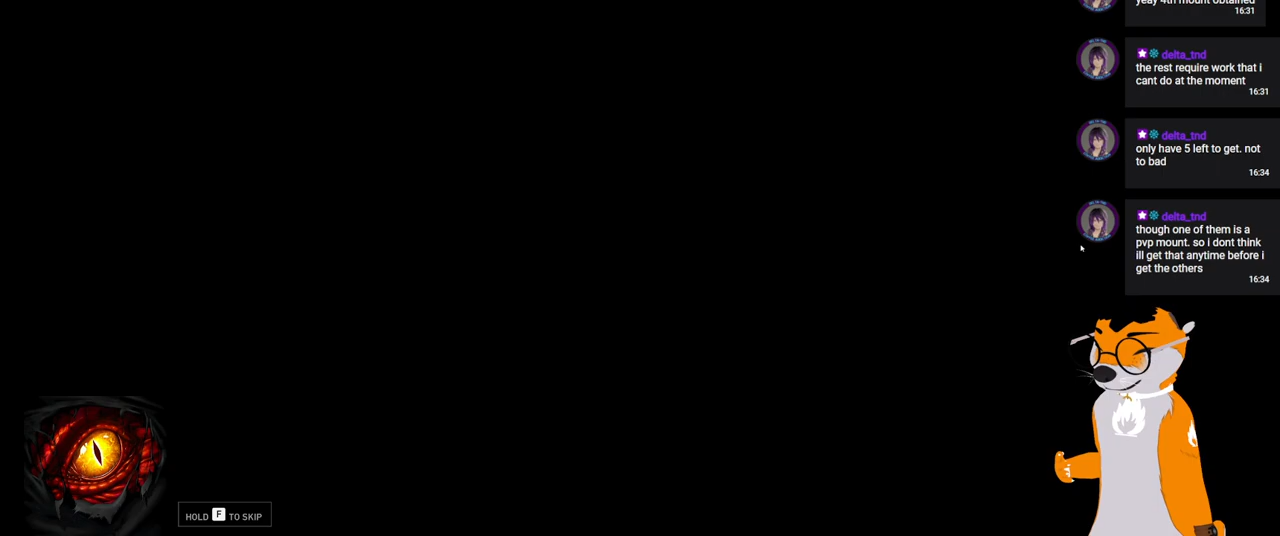 yeay 4th mount obtained
16:31
delta_tnd
the rest require work that i
cant do at the moment
16:31
delta_tnd
only have 5 left to get. not
to bad
16:34
delta_tnd
though one of them is a
pvp mount. so i dont think
ill get that anytime before i
get the others
16:34
HOLD F TO SKIP